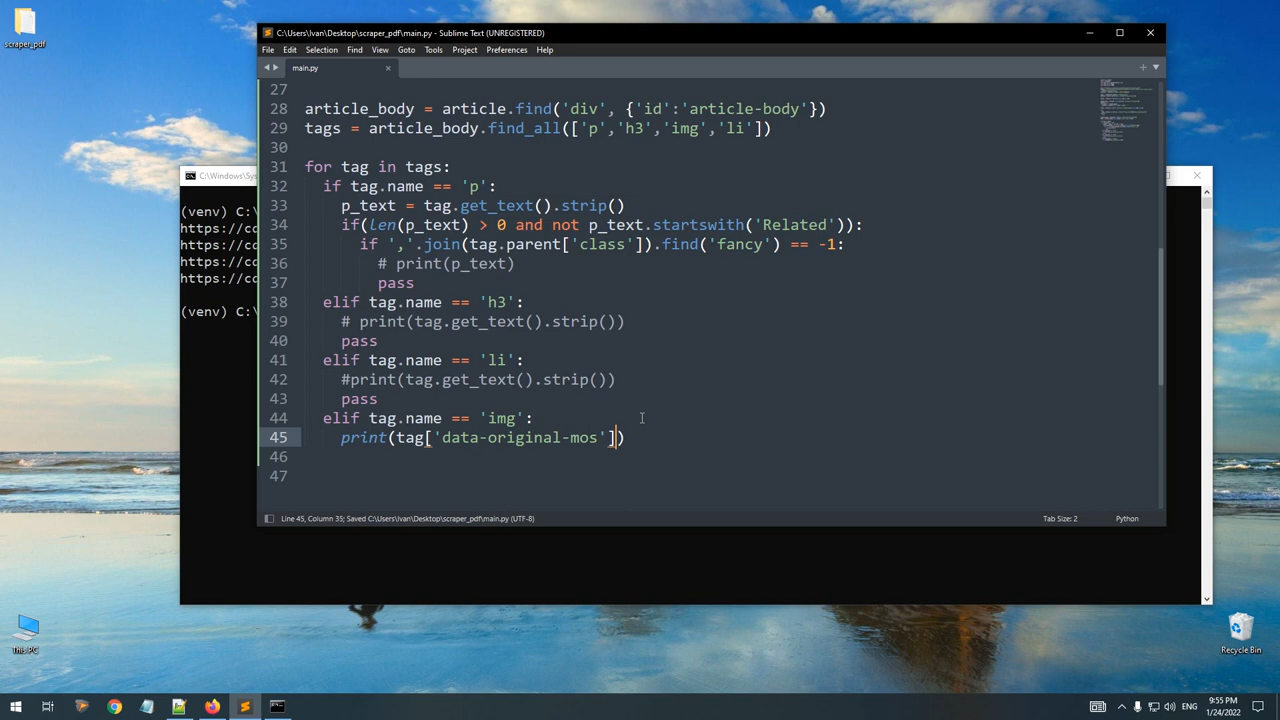 scraper_pdf
C:\Users\Ivan\Desktop\scraper_pdf\main.py - Sublime Text (UNREGISTERED)
File Edit Selection Find View Goto Tools Project Preferences Help
main.py
27
28 article_body = article.find('div', {'id':'article-body'})
29 tags = article_body.find_all(['p','h3','img','li'])
30
31 for tag in tags:
32 if tag.name == 'p':
33 p_text = tag.get_text().strip()
34 if(len(p_text) > 0 and not p_text.startswith('Related')):
35 if ','.join(tag.parent['class']).find('fancy') == -1:
36 # print(p_text)
37 pass
38 elif tag.name == 'h3':
39 # print(tag.get_text().strip())
40 pass
41 elif tag.name == 'li':
42 #print(tag.get_text().strip())
43 pass
44 elif tag.name == 'img':
45 print(tag['data-original-mos'])
46
47
Line 45, Column 35; Saved C:\Users\Ivan\Desktop\scraper_pdf\main.py (UTF-8)
Tab Size: 2
Python
C:\Windows\Sys
(venv) C:\
https://cd
https://cd
https://cd
https://cd
(venv) C:\
This PC
Recycle Bin
ENG
9:55 PM
1/24/2022